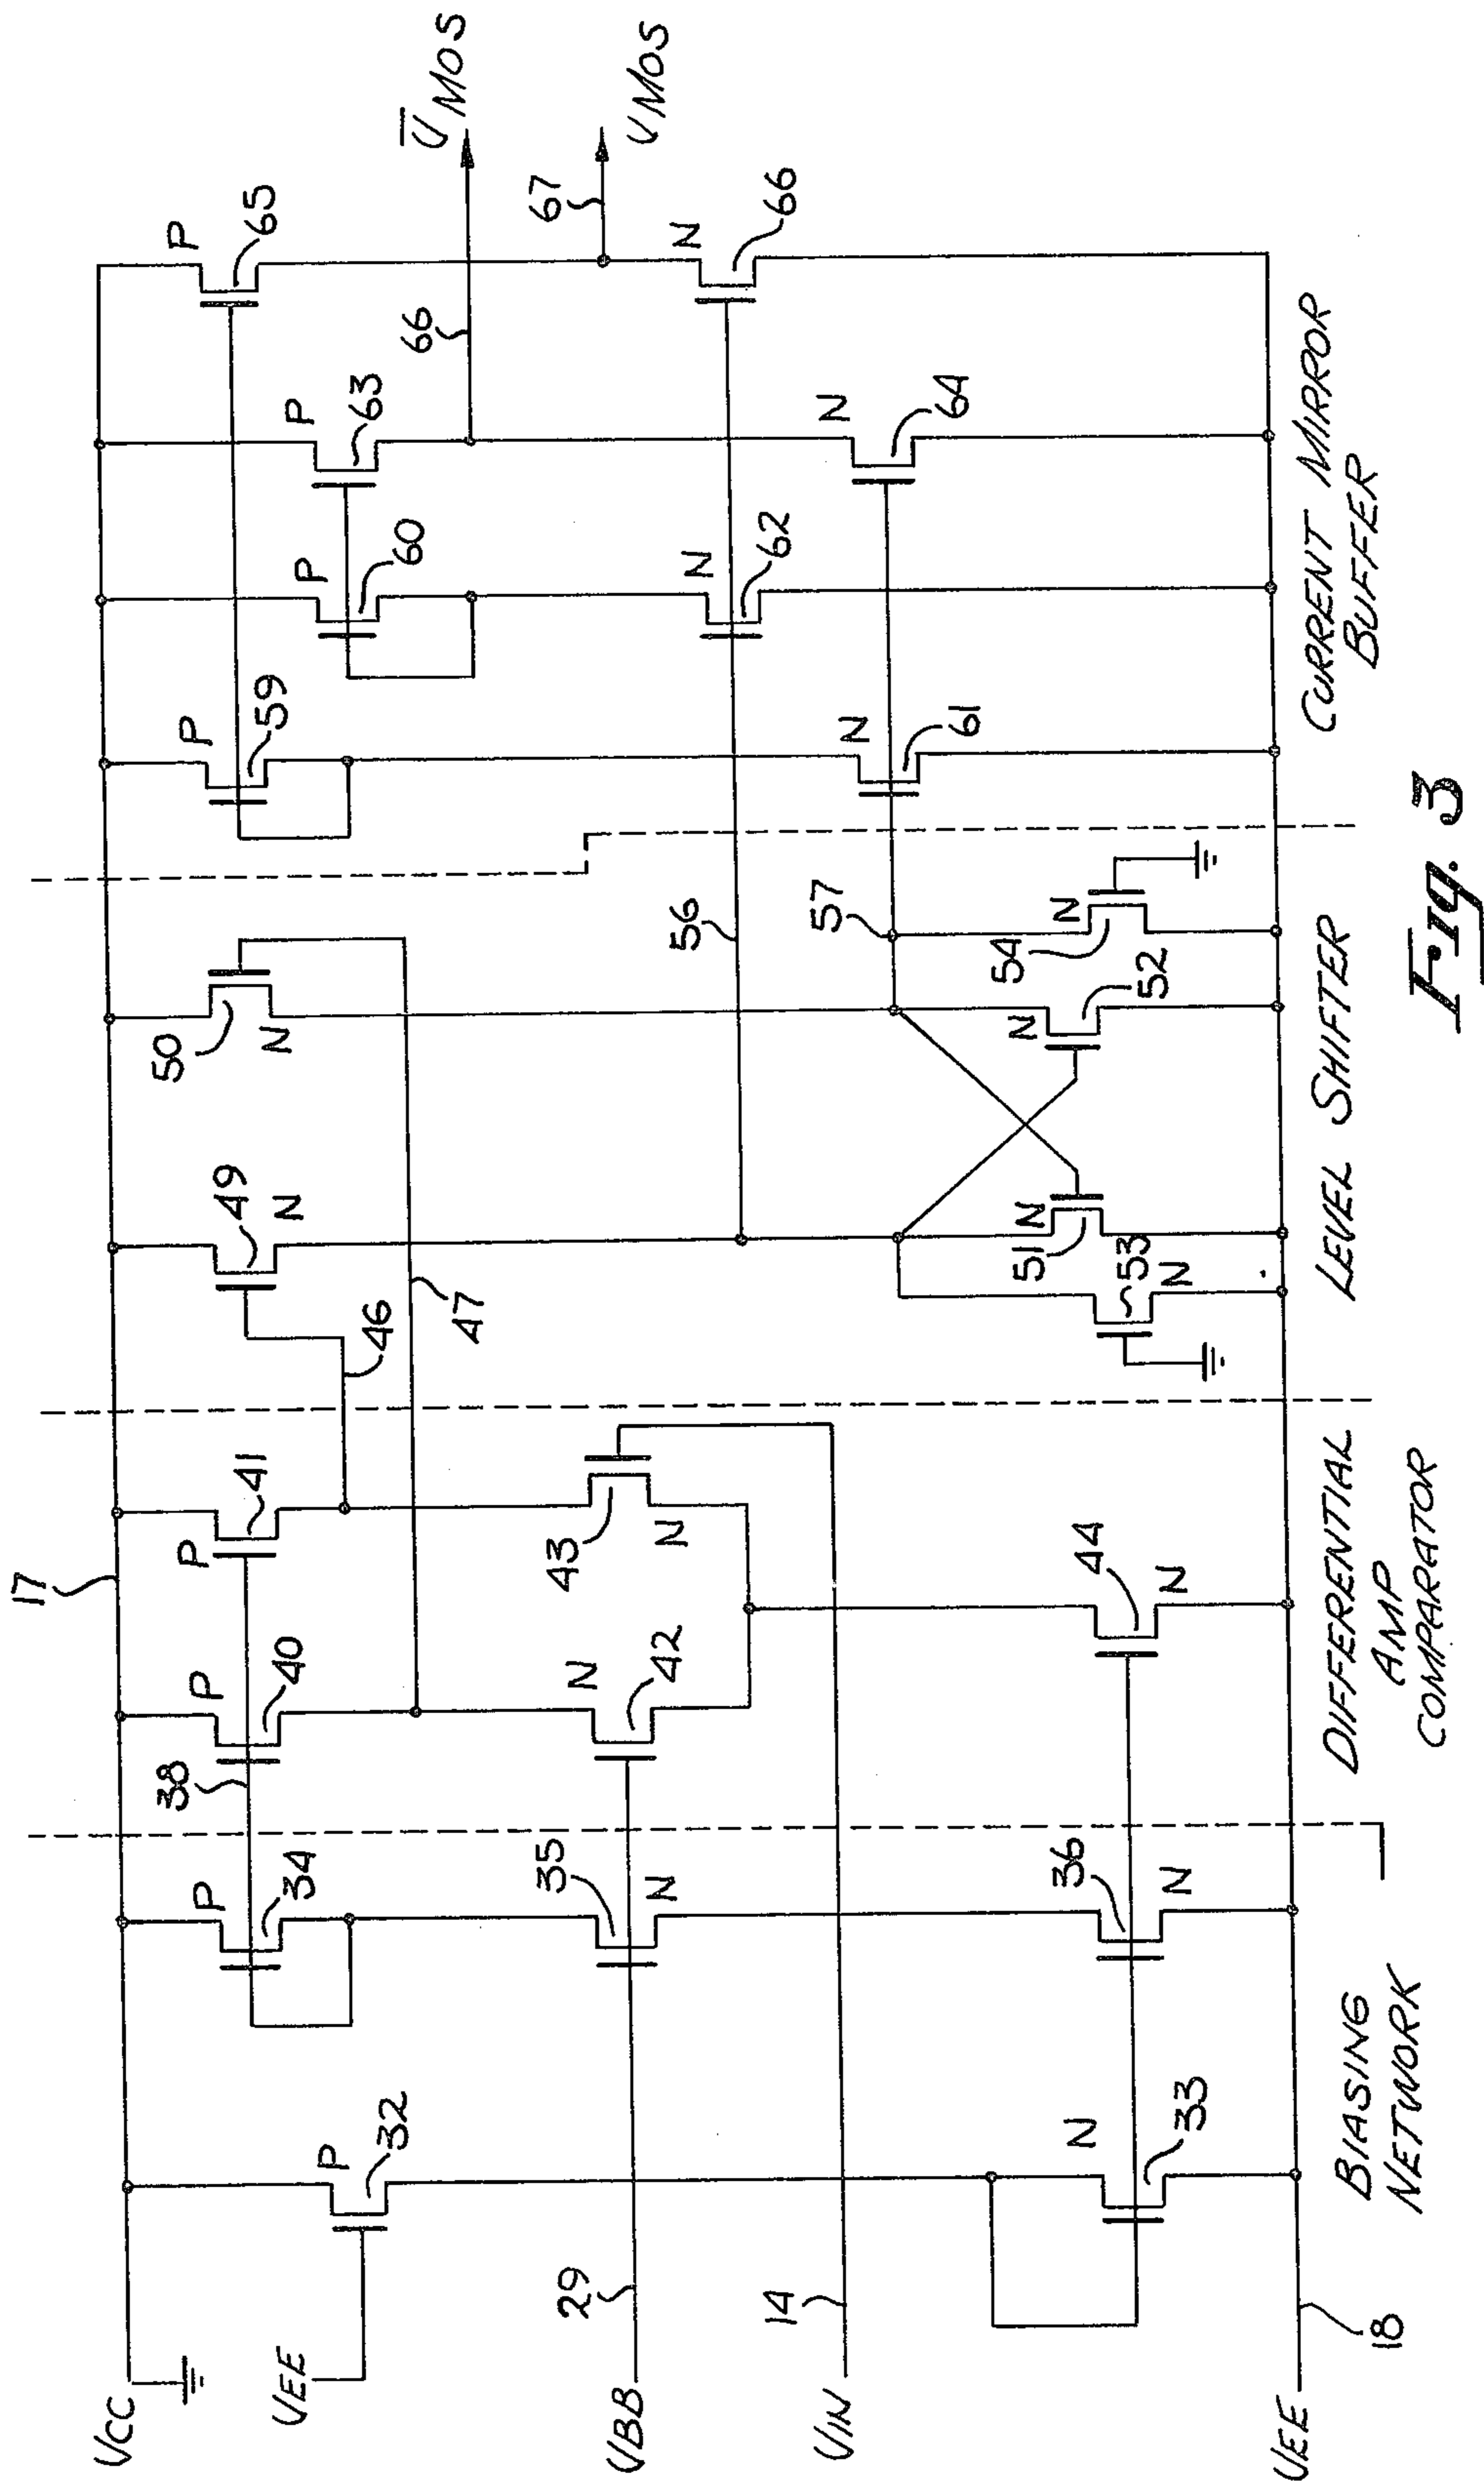 VCC
VEE
VBB
VIN
VEE
17
18
29
14
P
32
N
33
P
34
35
N
36
N
38
P
40
P
41
N
42
43
N
44
N
46
47
49
N
50
N
51
N
52
N
53
N
54
N
56
57
P
59
P
60
N
61
N
62
P
63
N
64
P
65
N
66
66
67
U̅MOS
VMOS
BIASING
NETWORK
DIFFERENTIAL
AMP
COMPARATOR
LEVEL SHIFTER
CURRENT MIRROR
BUFFER
Fig. 3